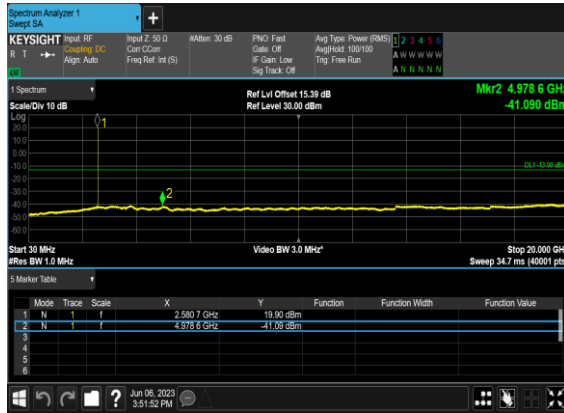 Spectrum Analyzer 1
Swept SA
+
KEYSIGHT Input: RF Input Z: 50 Ω #Atten: 30 dB PNO: Fast Avg Type: Power (RMS) 1 2 3 4 5 6
R T Coupling: DC Corr CCorr Gate: Off Avg|Hold: 100/100 A W W W W W
Align: Auto Freq Ref: Int (S) IF Gain: Low Trig: Free Run
LW Sig Track: Off A N N N N N
1 Spectrum Ref Lvl Offset 15.39 dB Mkr2 4.978 6 GHz
Scale/Div 10 dB Ref Level 30.00 dBm -41.090 dBm
Log
20.0
10.0
0.00
-10.0
-20.0
-30.0
-40.0
-50.0
-60.0
1
2
DL1 -13.00 dBm
Start 30 MHz Video BW 3.0 MHz* Stop 20.000 GH
#Res BW 1.0 MHz Sweep 34.7 ms (40001 pts
5 Marker Table
Mode Trace Scale X Y Function Function Width Function Value
1 N 1 f 2.580 7 GHz 19.90 dBm
2 N 1 f 4.978 6 GHz -41.09 dBm
3
4
5
6
? Jun 06, 2023
3:51:52 PM